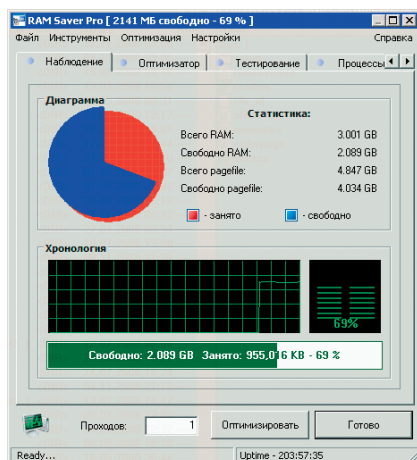 RAM Saver Pro [ 2141 МБ свободно - 69 % ]
Файл Инструменты Оптимизация Настройки Справка
Наблюдение Оптимизатор Тестирование Процессы
Диаграмма
Статистика:
Всего RAM: 3.001 GB
Свободно RAM: 2.089 GB
Всего pagefile: 4.847 GB
Свободно pagefile: 4.034 GB
- занято - свободно
Хронология
69%
Свободно: 2.089 GB Занято: 955,016 KB - 69 %
Проходов: 1 Оптимизировать Готово
Ready... Uptime - 203:57:35